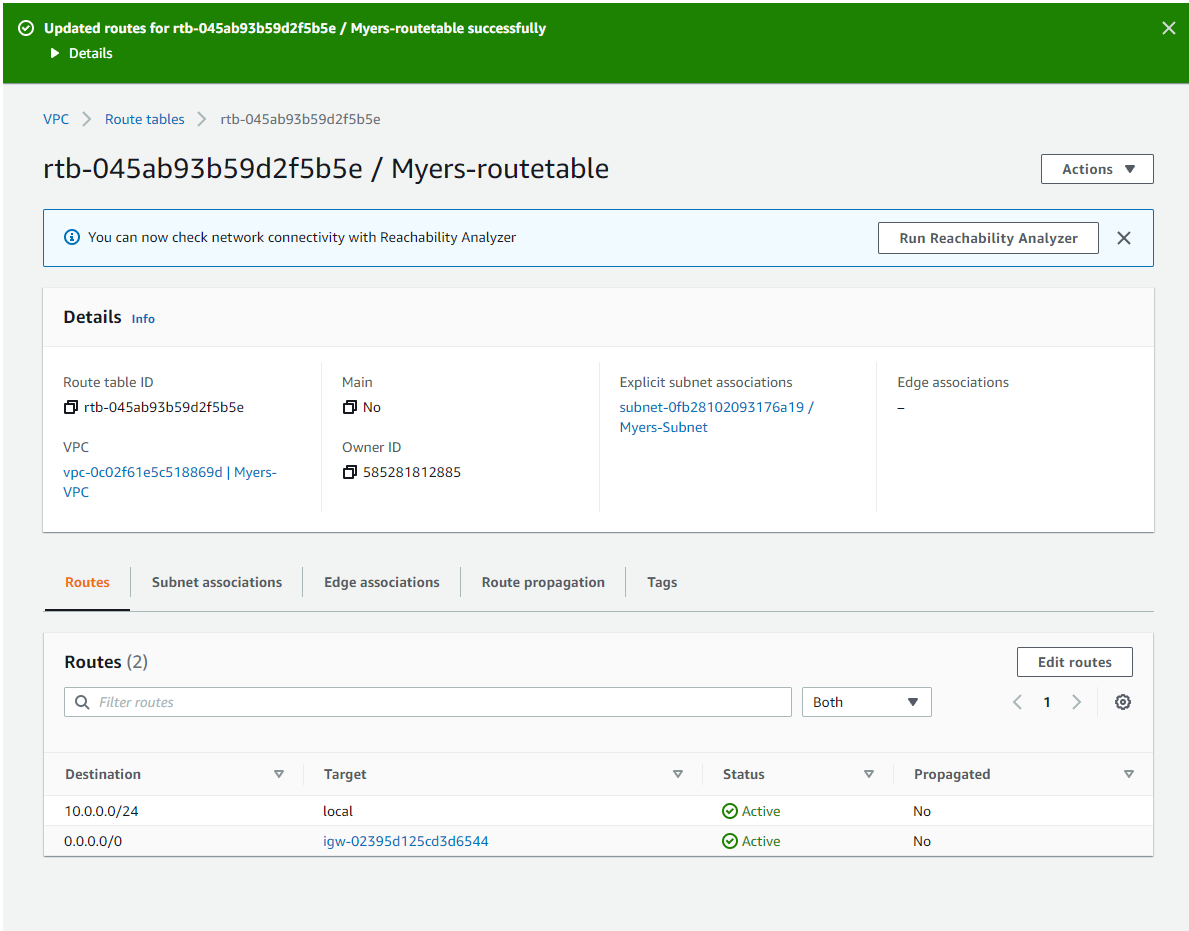 Updated routes for rtb-045ab93b59d2f5b5e / Myers-routetable successfully
Details
VPC
Route tables
rtb-045ab93b59d2f5b5e
rtb-045ab93b59d2f5b5e / Myers-routetable
Actions
You can now check network connectivity with Reachability Analyzer
Run Reachability Analyzer
Details Info
Route table ID
rtb-045ab93b59d2f5b5e
VPC
vpc-0c02f61e5c518869d | Myers-
VPC
Main
No
Owner ID
585281812885
Explicit subnet associations
subnet-0fb28102093176a19 /
Myers-Subnet
Edge associations
–
Routes
Subnet associations
Edge associations
Route propagation
Tags
Routes (2)
Edit routes
Filter routes
Both
1
Destination Target Status Propagated
10.0.0.0/24 local Active No
0.0.0.0/0 igw-02395d125cd3d6544 Active No